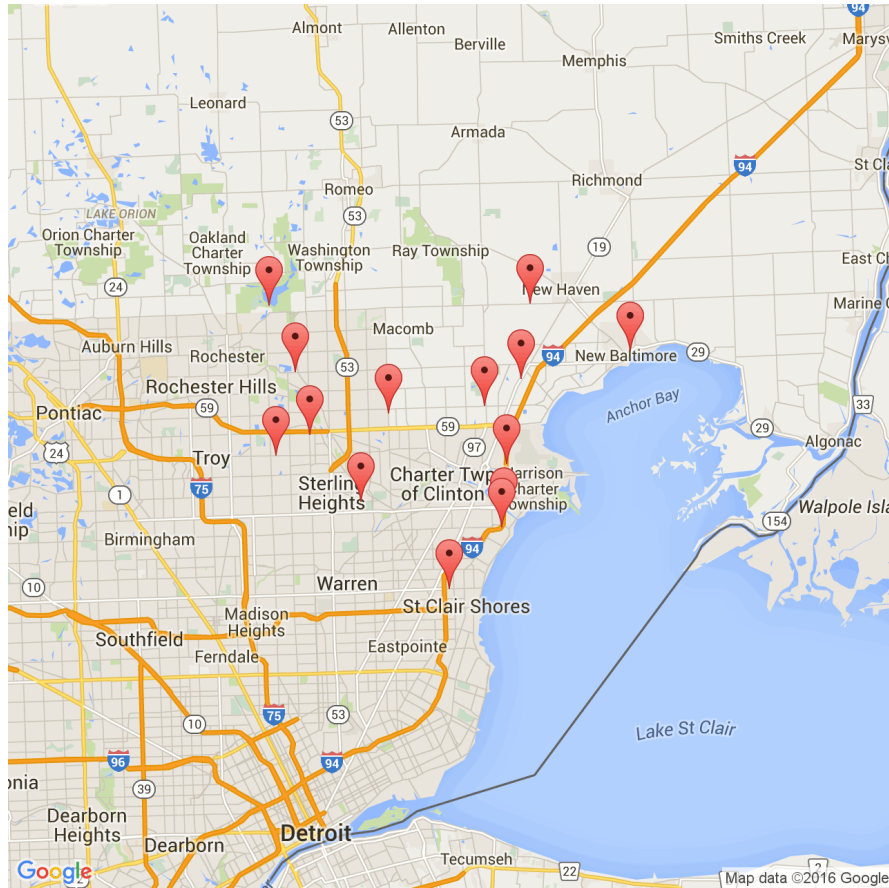 94
Almont
Allenton
Berville
Smiths Creek
Marysv
Memphis
Leonard
53
Armada
94
St Cla
Romeo
Richmond
LAKE ORION
53
Orion Charter
Township
Oakland
Charter
Township
Washington
Township
Ray Township
19
East Ch
24
New Haven
Marine C
Macomb
Auburn Hills
Rochester
53
94
New Baltimore
29
Rochester Hills
Anchor Bay
33
Pontiac
59
59
29
Algonac
24
97
Troy
Charter Twp
of Clinton
Harrison
Charter
Township
Sterling
Heights
75
1
Walpole Isla
154
field
hip
Birmingham
94
10
Warren
St Clair Shores
Madison
Heights
Southfield
Eastpointe
Ferndale
75
53
10
Lake St Clair
96
94
onia
39
Dearborn
Heights
Detroit
Dearborn
Tecumseh
22
2
Google
Map data ©2016 Google